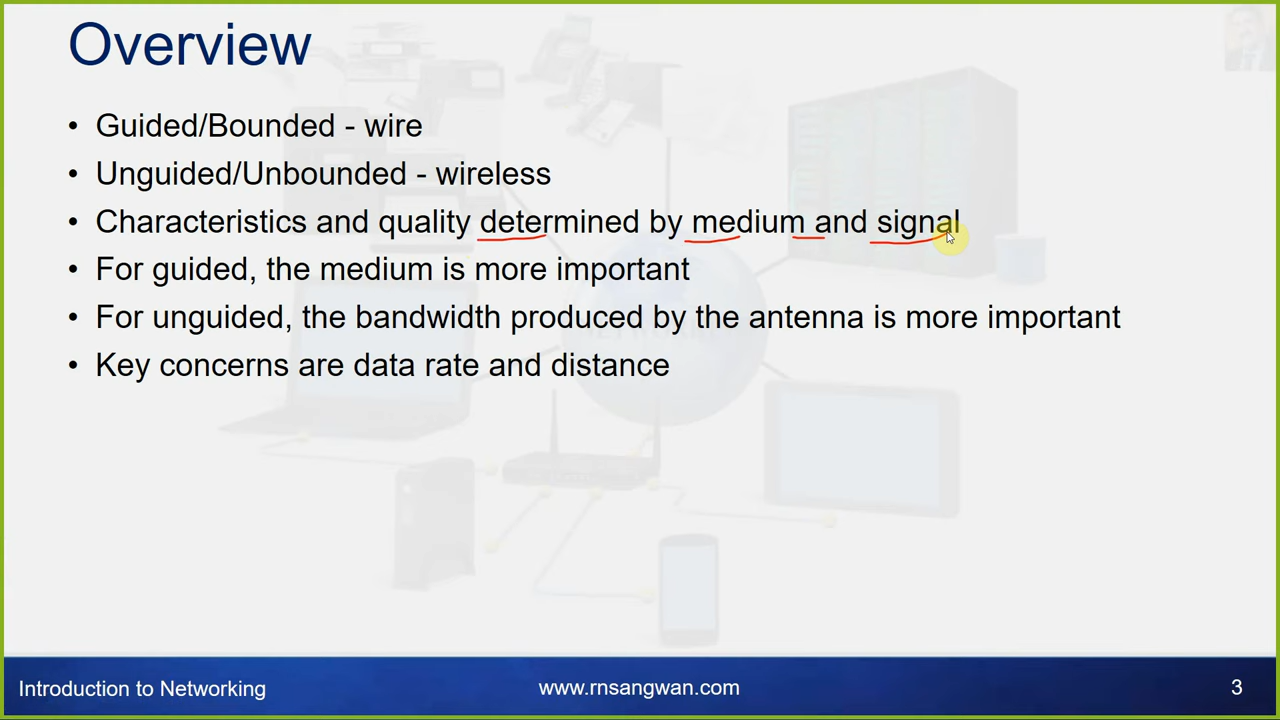 Overview
• Guided/Bounded - wire
• Unguided/Unbounded - wireless
• Characteristics and quality determined by medium and signal
• For guided, the medium is more important
• For unguided, the bandwidth produced by the antenna is more important
• Key concerns are data rate and distance
Introduction to Networking
www.rnsangwan.com
3